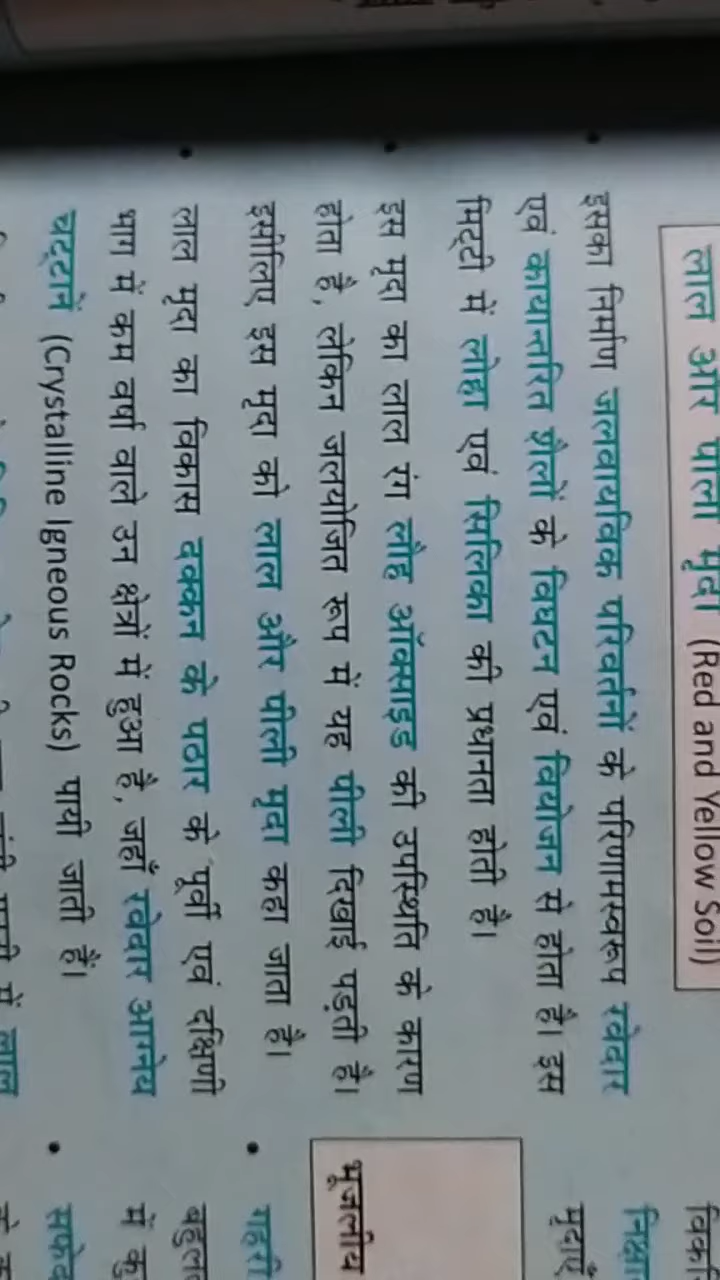 लाल और पीली मृदा (Red and Yellow Soil)
इसका निर्माण जलवायविक परिवर्तनों के परिणामस्वरूप रवेदार
एवं कायान्तरित शैलों के विघटन एवं वियोजन से होता है। इस
मिट्टी में लोहा एवं सिलिका की प्रधानता होती है।
इस मृदा का लाल रंग लौह ऑक्साइड की उपस्थिति के कारण
होता है, लेकिन जलयोजित रूप में यह पीली दिखाई पड़ती है।
इसीलिए इस मृदा को लाल और पीली मृदा कहा जाता है।
लाल मृदा का विकास दक्कन के पठार के पूर्वी एवं दक्षिणी
भाग में कम वर्षा वाले उन क्षेत्रों में हुआ है, जहाँ रवेदार आग्नेय
चट्टानें (Crystalline Igneous Rocks) पायी जाती हैं।
में लाल
मृदाएँ
भूजलीय
गहरी
में कु